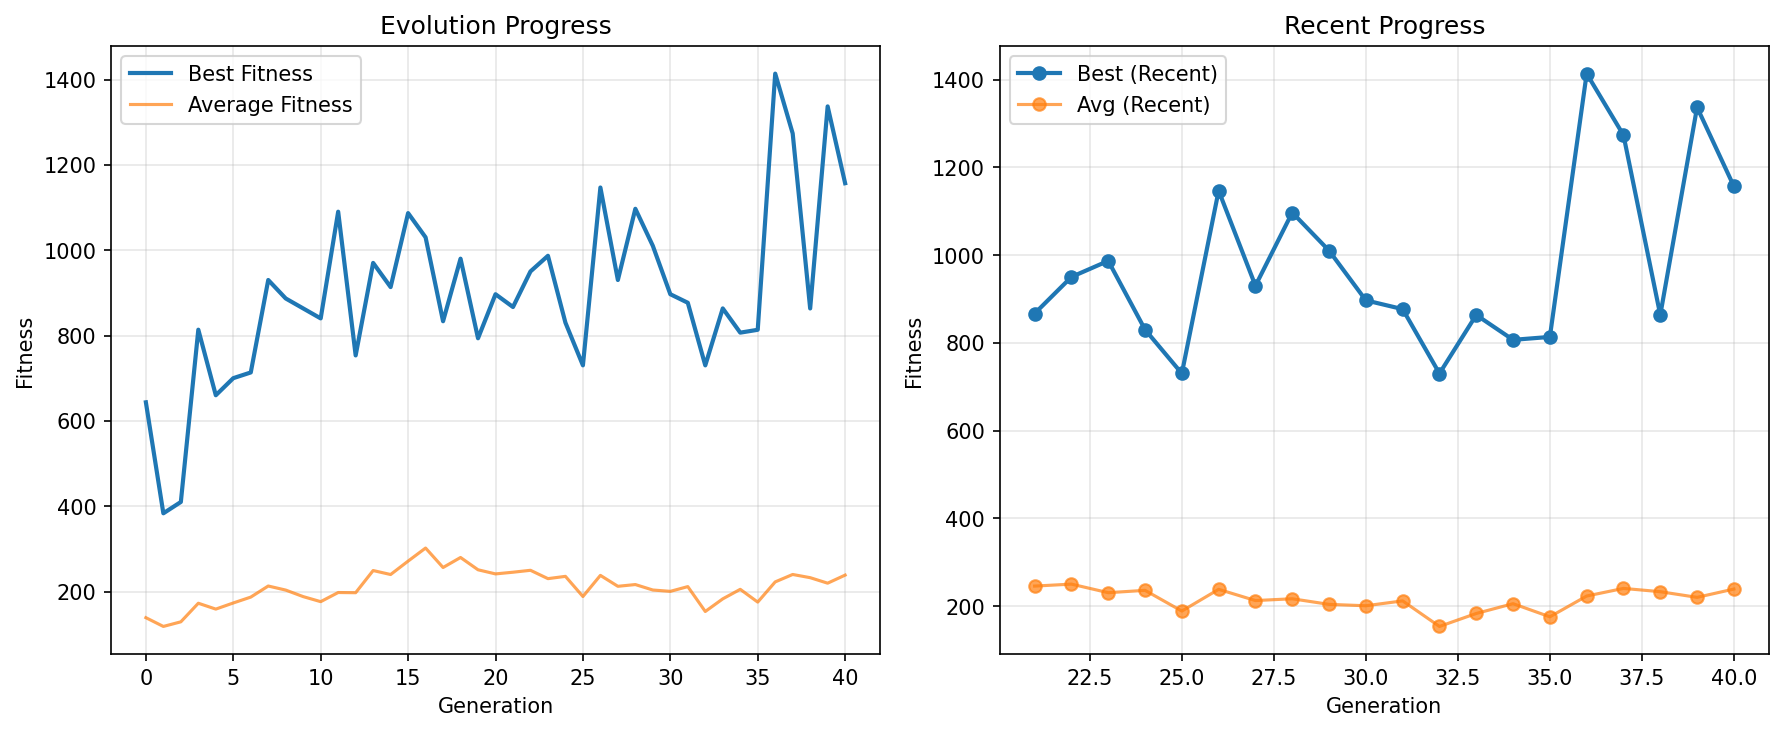 Evolution Progress
Best Fitness
Average Fitness
1400
1200
1000
800
600
400
200
Fitness
0 5 10 15 20 25 30 35 40
Generation
Recent Progress
Best (Recent)
Avg (Recent)
1400
1200
1000
800
600
400
200
Fitness
22.5 25.0 27.5 30.0 32.5 35.0 37.5 40.0
Generation